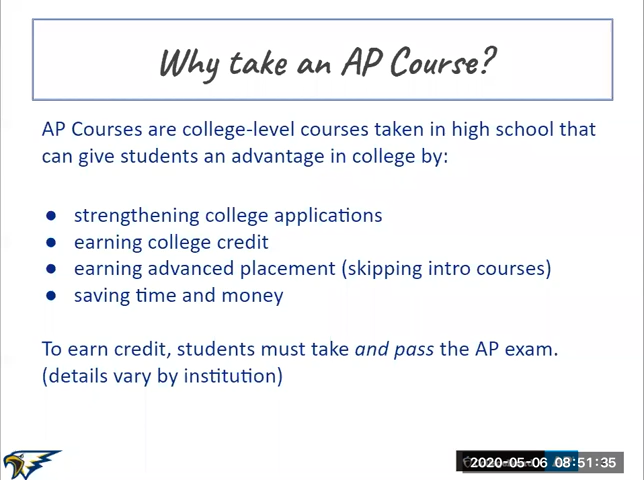 Why take an AP Course?
AP Courses are college-level courses taken in high school that
can give students an advantage in college by:
● strengthening college applications
● earning college credit
● earning advanced placement (skipping intro courses)
● saving time and money
To earn credit, students must take and pass the AP exam.
(details vary by institution)
2020-05-06 08:51:35